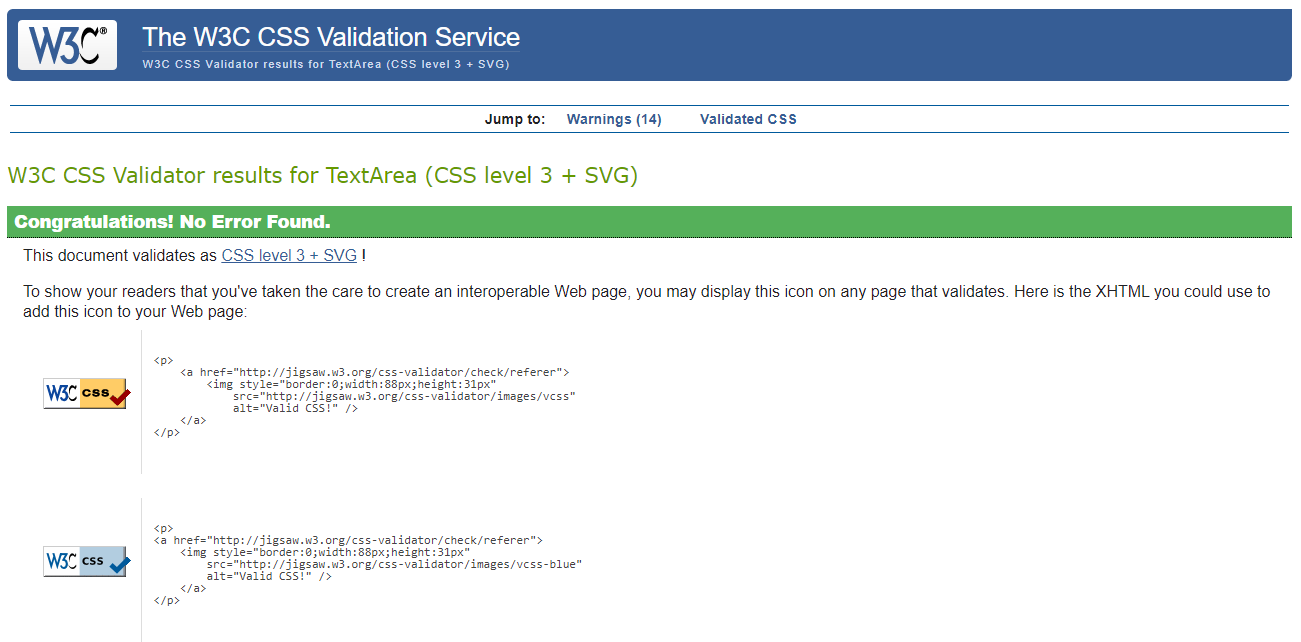 W3C® The W3C CSS Validation Service
W3C CSS Validator results for TextArea (CSS level 3 + SVG)
Jump to: Warnings (14) Validated CSS
W3C CSS Validator results for TextArea (CSS level 3 + SVG)
Congratulations! No Error Found.
This document validates as CSS level 3 + SVG !
To show your readers that you've taken the care to create an interoperable Web page, you may display this icon on any page that validates. Here is the XHTML you could use to
add this icon to your Web page:
<p>
<a href="http://jigsaw.w3.org/css-validator/check/referer">
<img style="border:0;width:88px;height:31px"
W3C css
src="http://jigsaw.w3.org/css-validator/images/vcss"
alt="Valid CSS!" />
</a>
</p>
<p>
<a href="http://jigsaw.w3.org/css-validator/check/referer">
<img style="border:0;width:88px;height:31px"
W3C css
src="http://jigsaw.w3.org/css-validator/images/vcss-blue"
alt="Valid CSS!" />
</a>
</p>